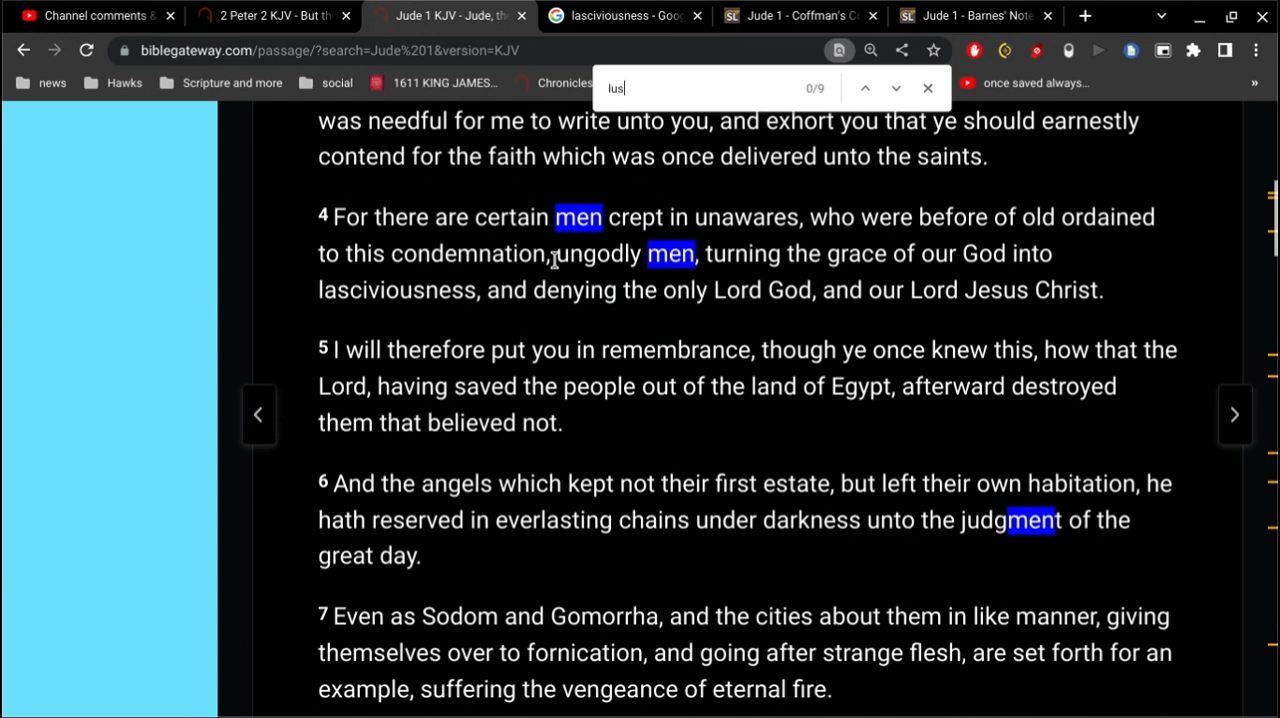 Channel comments &
2 Peter 2 KJV - But th
Jude 1 KJV - Jude, th
lasciviousness - Goo
SL
Jude 1 - Coffman's C
SL
Jude 1 - Barnes' Note
biblegateway.com/passage/?search=Jude%201&version=KJV
news
Hawks
Scripture and more
social
1611 KING JAMES...
Chronicles
once saved always...
»
lus
0/9
was needful for me to write unto you, and exhort you that ye should earnestly
contend for the faith which was once delivered unto the saints.
4 For there are certain men crept in unawares, who were before of old ordained
to this condemnation, ungodly men, turning the grace of our God into
lasciviousness, and denying the only Lord God, and our Lord Jesus Christ.
5 I will therefore put you in remembrance, though ye once knew this, how that the
Lord, having saved the people out of the land of Egypt, afterward destroyed
them that believed not.
6 And the angels which kept not their first estate, but left their own habitation, he
hath reserved in everlasting chains under darkness unto the judgment of the
great day.
7 Even as Sodom and Gomorrha, and the cities about them in like manner, giving
themselves over to fornication, and going after strange flesh, are set forth for an
example, suffering the vengeance of eternal fire.